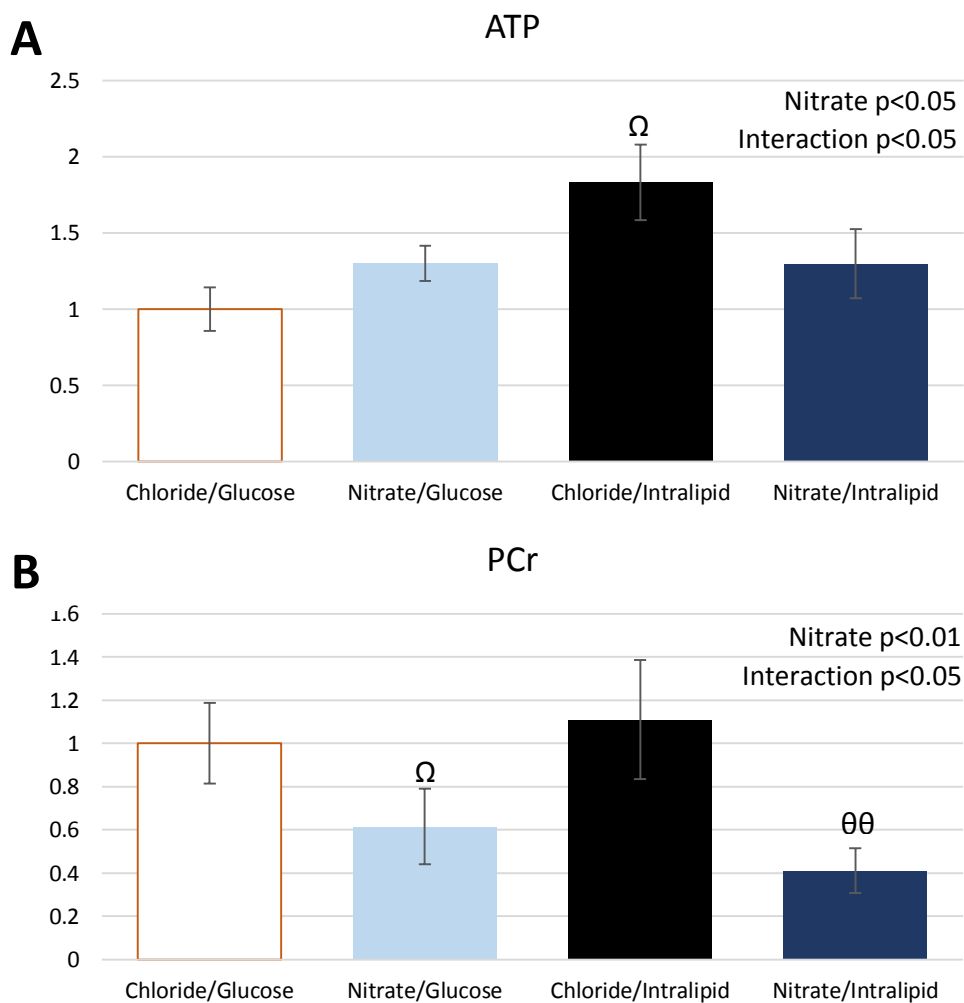 A
ATP
2.5
Nitrate p<0.05
2
Ω
Interaction p<0.05
1.5
1
0.5
0
Chloride/Glucose Nitrate/Glucose Chloride/Intralipid Nitrate/Intralipid
B
PCr
1.6
Nitrate p<0.01
1.4
Interaction p<0.05
1.2
1
Ω
0.8
θθ
0.6
0.4
0.2
0
Chloride/Glucose Nitrate/Glucose Chloride/Intralipid Nitrate/Intralipid